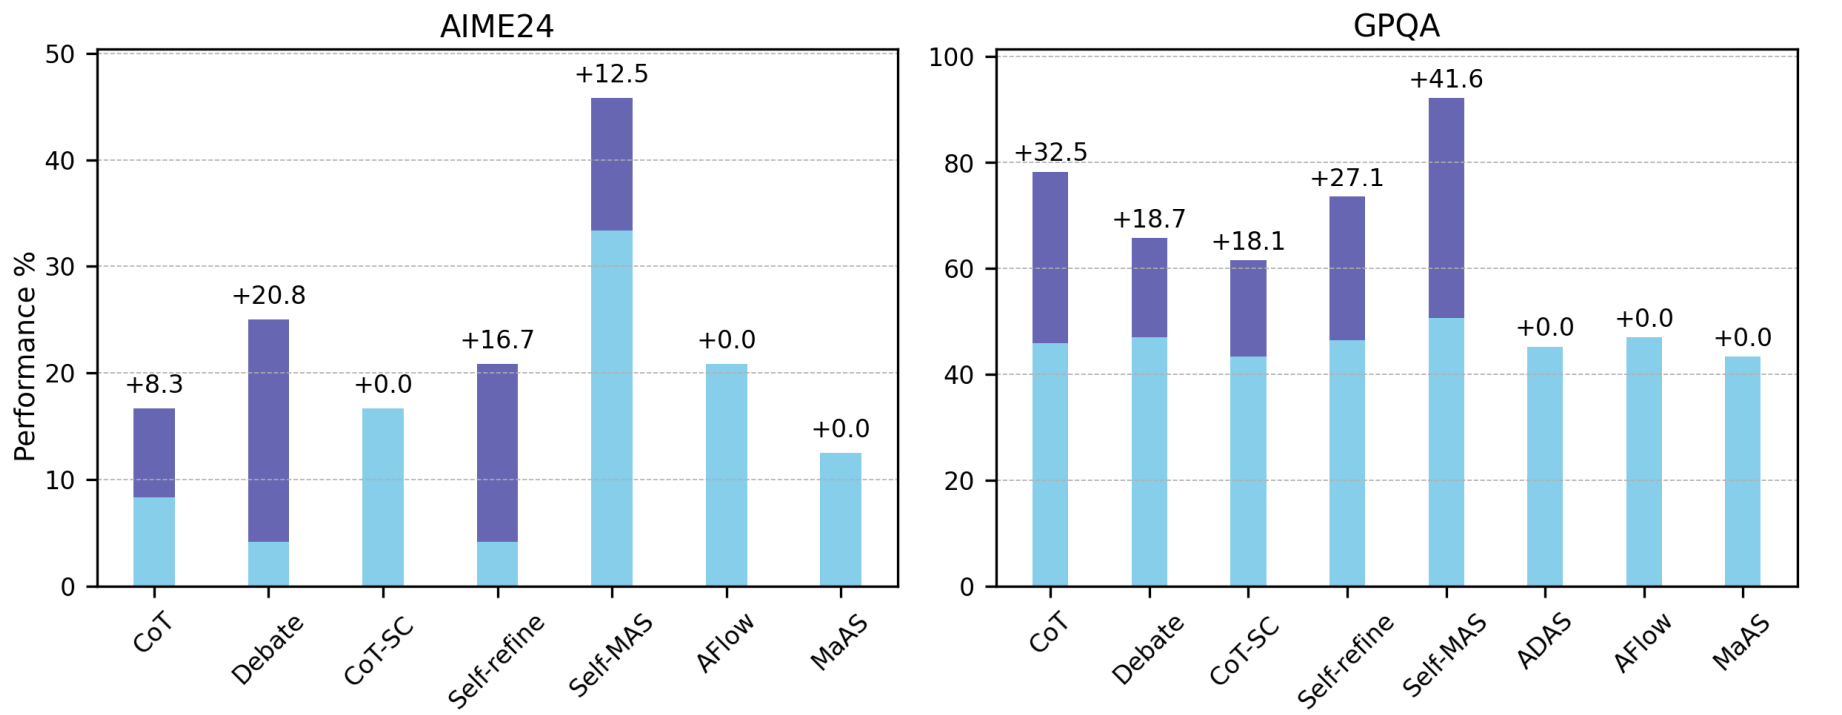 AIME24
Performance %
50
40
30
20
10
0
+8.3
+20.8
+0.0
+16.7
+12.5
+0.0
+0.0
CoT
Debate
CoT-SC
Self-refine
Self-MAS
AFlow
MaAS
GPQA
100
80
60
40
20
0
+32.5
+18.7
+18.1
+27.1
+41.6
+0.0
+0.0
+0.0
CoT
Debate
CoT-SC
Self-refine
Self-MAS
ADAS
AFlow
MaAS